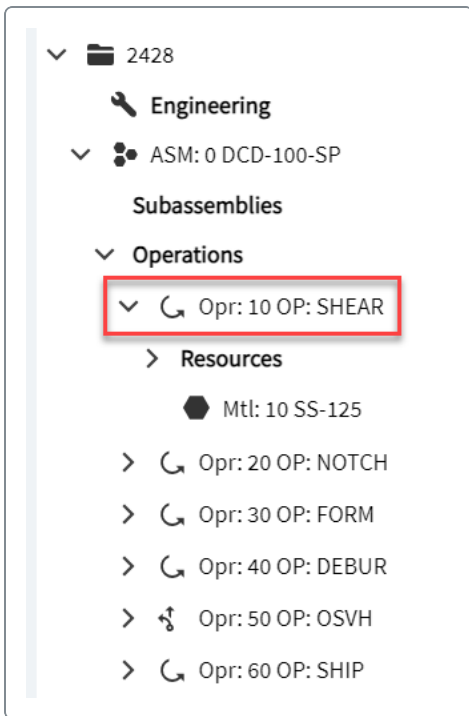 2428
Engineering
ASM: 0 DCD-100-SP
Subassemblies
Operations
Opr: 10 OP: SHEAR
Resources
Mtl: 10 SS-125
Opr: 20 OP: NOTCH
Opr: 30 OP: FORM
Opr: 40 OP: DEBUR
Opr: 50 OP: OSVH
Opr: 60 OP: SHIP